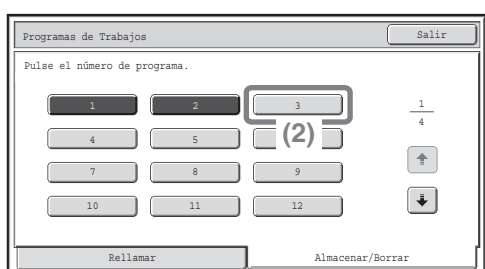 Programas de Trabajos Salir
Pulse el número de programa.
1 2 3 1
4 5 (2) 4
7 8 9
10 11 12
Rellamar Almacenar/Borrar